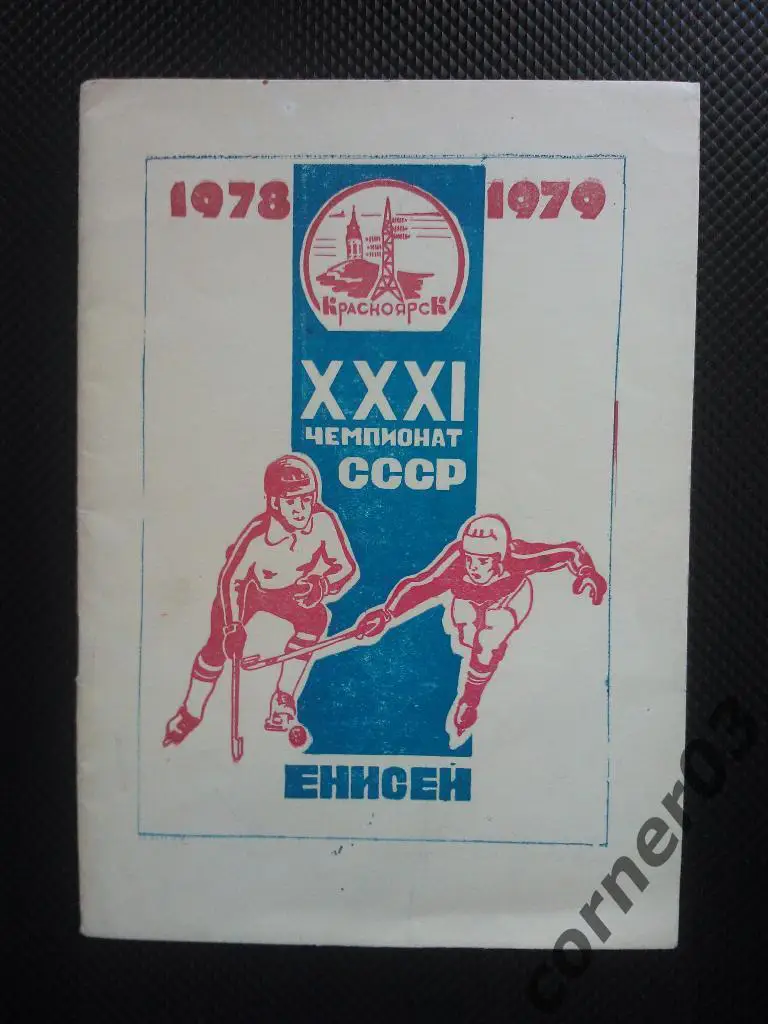 1978 1979
КРАСНОЯРСК
XXXI
ЧЕМПИОНАТ
СССР
ЕНИСЕЙ
corner03